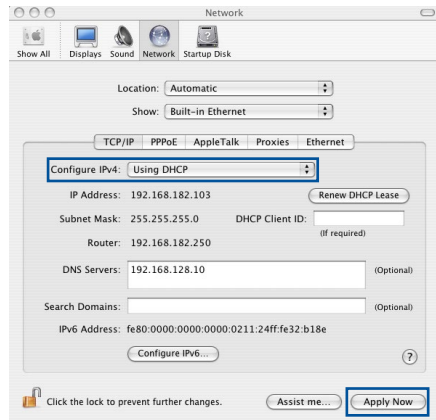 Network
Show All Displays Sound Network Startup Disk
Location: Automatic
Show: Built-in Ethernet
TCP/IP PPPoE AppleTalk Proxies Ethernet
Configure IPv4: Using DHCP
IP Address: 192.168.182.103 Renew DHCP Lease
Subnet Mask: 255.255.255.0 DHCP Client ID:
(If required)
Router: 192.168.182.250
DNS Servers: 192.168.128.10 (Optional)
Search Domains: (Optional)
IPv6 Address: fe80:0000:0000:0000:0211:24ff:fe32:b18e
Configure IPv6...
?
Click the lock to prevent further changes. Assist me... Apply Now